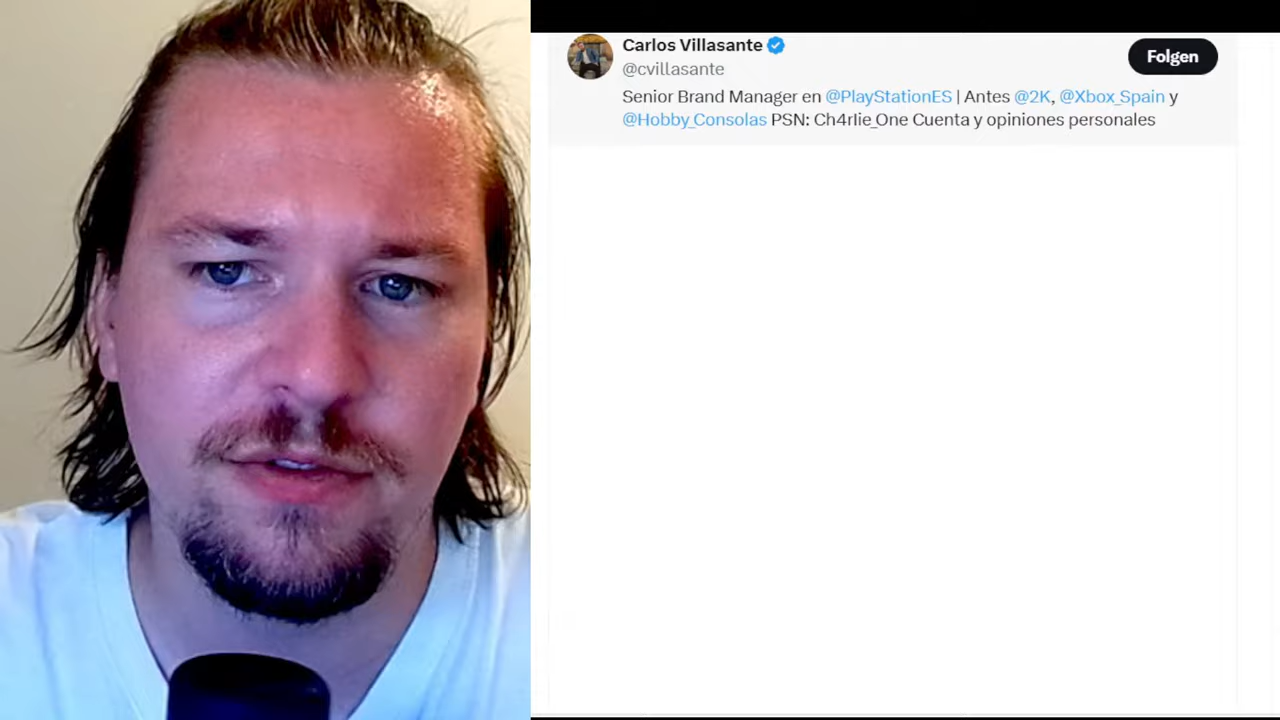 Carlos Villasante
@cvillasante
Folgen
Senior Brand Manager en @PlayStationES | Antes @2K, @Xbox_Spain y
@Hobby_Consolas PSN: Ch4rlie_One Cuenta y opiniones personales